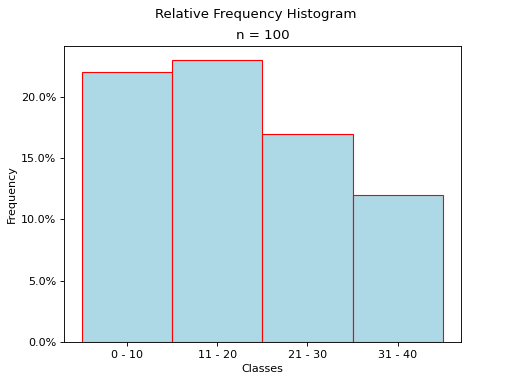 Relative Frequency Histogram
n = 100
20.0%
15.0%
10.0%
5.0%
0.0%
Frequency
0 - 10
11 - 20
21 - 30
31 - 40
Classes